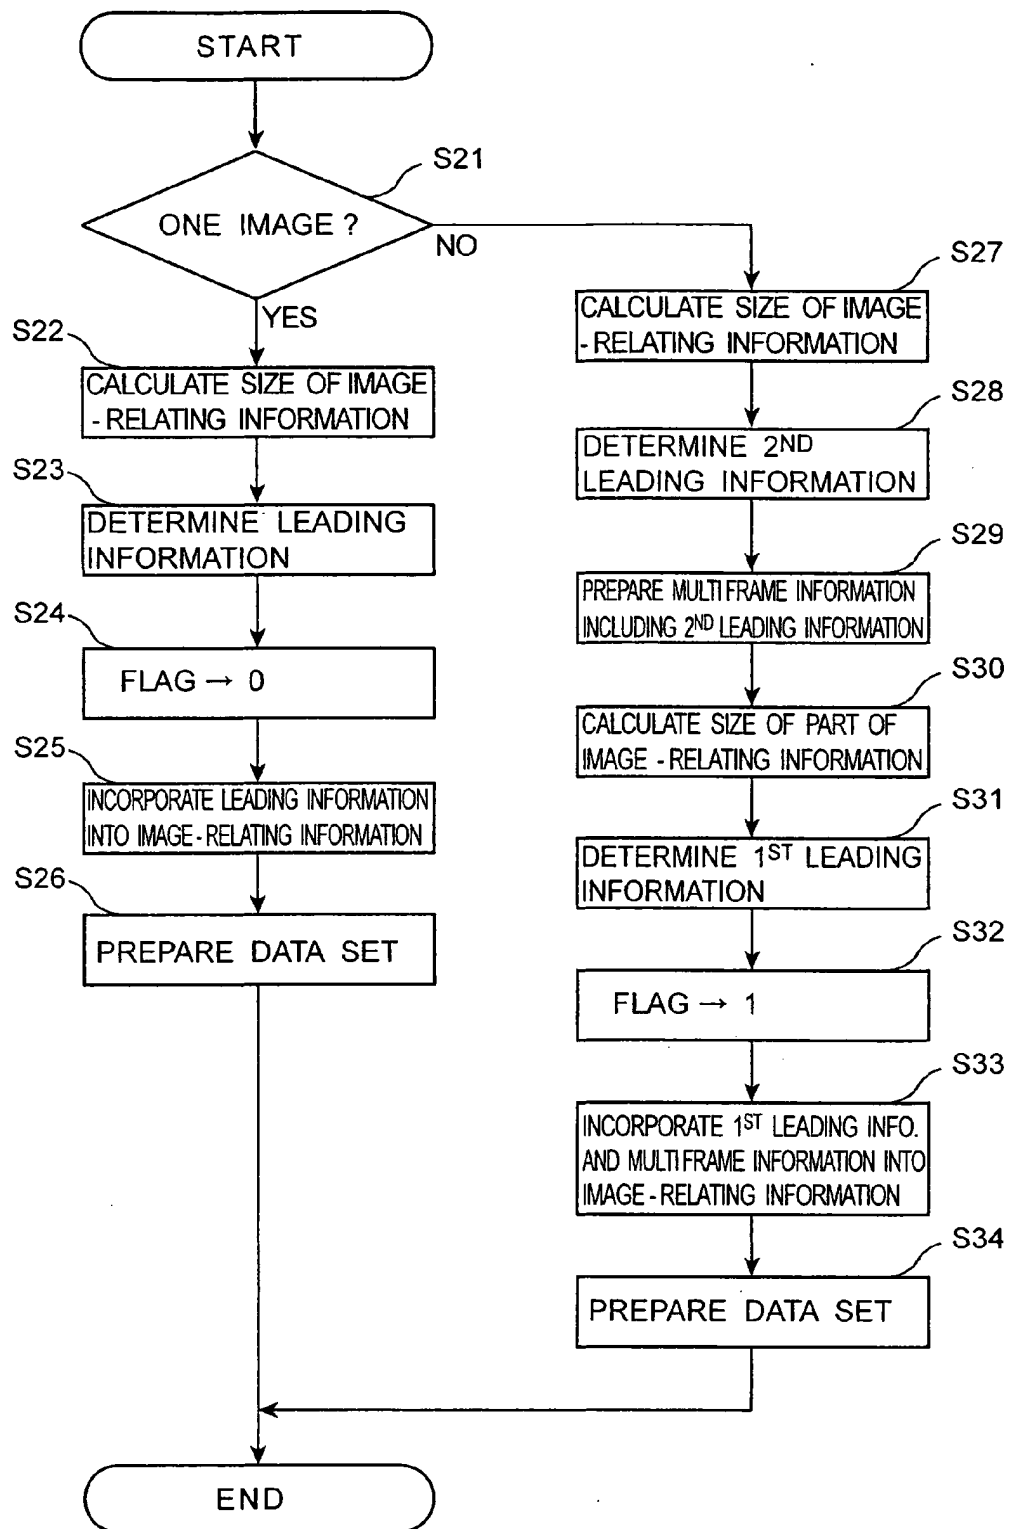 START
S21
ONE IMAGE ?
NO
YES
S22
CALCULATE SIZE OF IMAGE
- RELATING INFORMATION
S23
DETERMINE LEADING
INFORMATION
S24
FLAG → 0
S25
INCORPORATE LEADING INFORMATION
INTO IMAGE - RELATING INFORMATION
S26
PREPARE DATA SET
S27
CALCULATE SIZE OF IMAGE
- RELATING INFORMATION
S28
DETERMINE 2ND
LEADING INFORMATION
S29
PREPARE MULTIFRAME INFORMATION
INCLUDING 2ND LEADING INFORMATION
S30
CALCULATE SIZE OF PART OF
IMAGE - RELATING INFORMATION
S31
DETERMINE 1ST LEADING
INFORMATION
S32
FLAG → 1
S33
INCORPORATE 1ST LEADING INFO.
AND MULTIFRAME INFORMATION INTO
IMAGE - RELATING INFORMATION
S34
PREPARE DATA SET
END